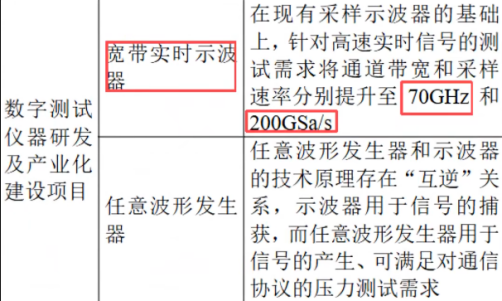 数字测试
仪器研发
及产业化
建设项目
宽带实时示波
器
在现有采样示波器的基础
上，针对高速实时信号的测
试需求将通道带宽和采样
速率分别提升至 70GHz 和
200GSa/s
任意波形发生
器
任意波形发生器和示波器
的技术原理存在“互逆”关
系，示波器用于信号的捕
获，而任意波形发生器用于
信号的产生、可满足对通信
协议的压力测试需求